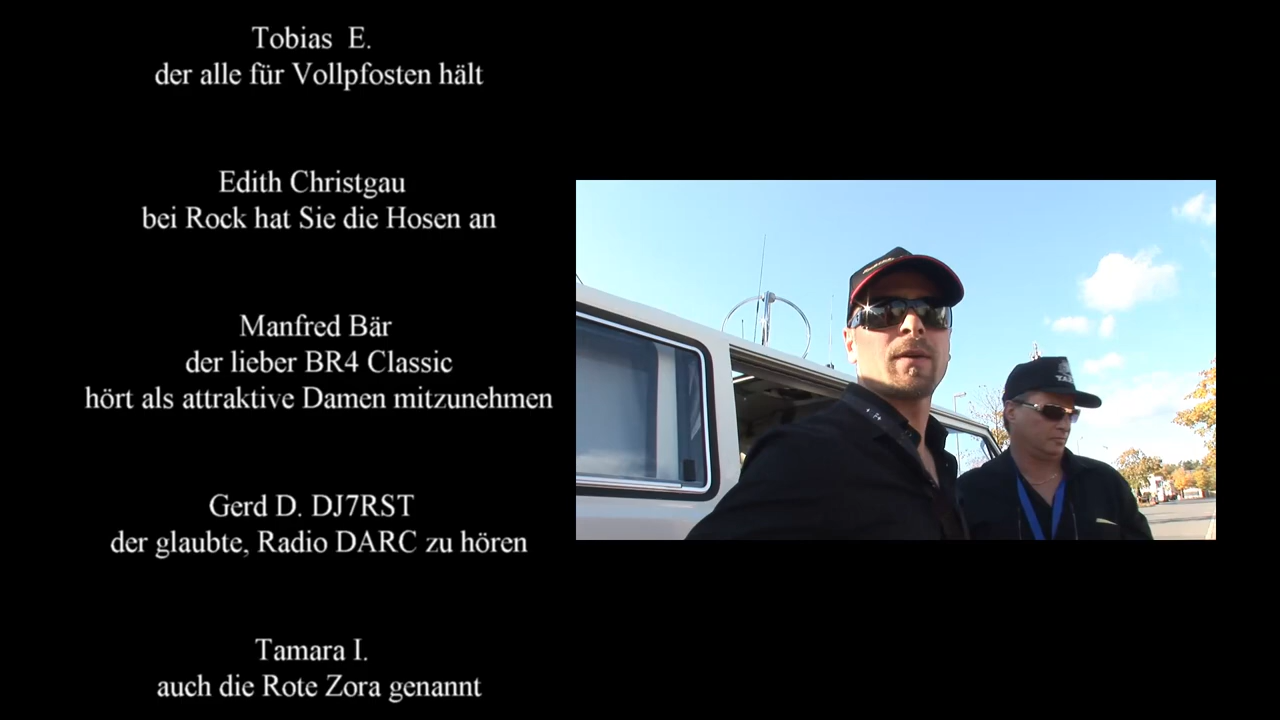 Tobias E.
der alle für Vollpfosten hält
Edith Christgau
bei Rock hat Sie die Hosen an
Manfred Bär
der lieber BR4 Classic
hört als attraktive Damen mitzunehmen
Gerd D. DJ7RST
der glaubte, Radio DARC zu hören
Tamara I.
auch die Rote Zora genannt